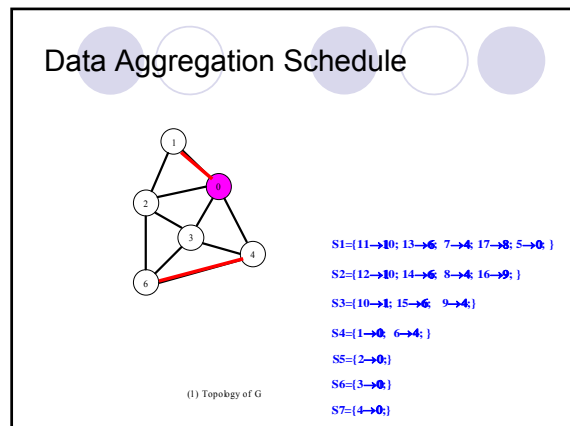 Data Aggregation Schedule
1
0
2
3
4
6
S1={11→10; 13→6; 7→4; 17→8; 5→0; }
S2={12→10; 14→6; 8→4; 16→9; }
S3={10→1; 15→6; 9→4;}
S4={1→0; 6→4; }
S5={2→0;}
S6={3→0;}
S7={4→0;}
(1) Topology of G